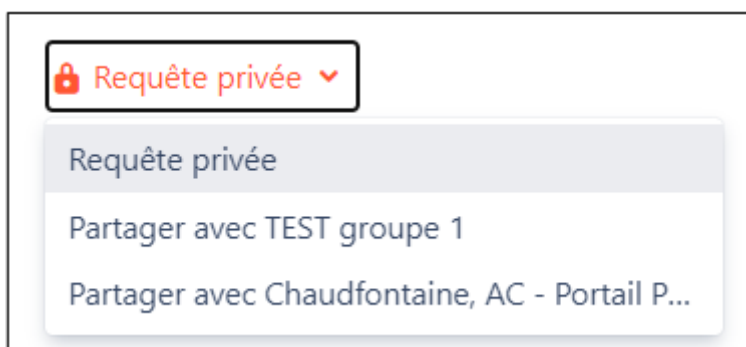 Requête privée
Requête privée
Partager avec TEST groupe 1
Partager avec Chaudfontaine, AC - Portail P...